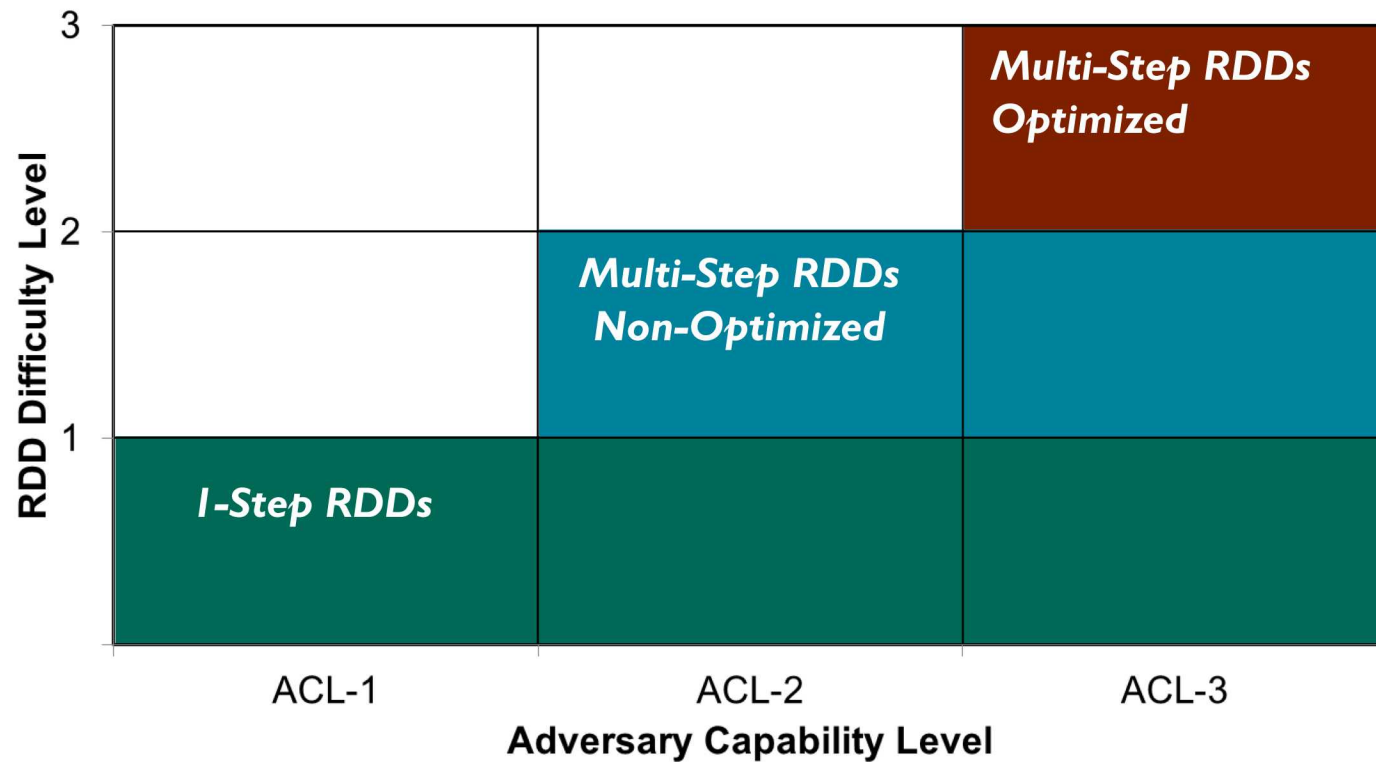 3
Multi-Step RDDs
Optimized
RDD Difficulty Level
2
Multi-Step RDDs
Non-Optimized
1
1-Step RDDs
ACL-1
ACL-2
ACL-3
Adversary Capability Level